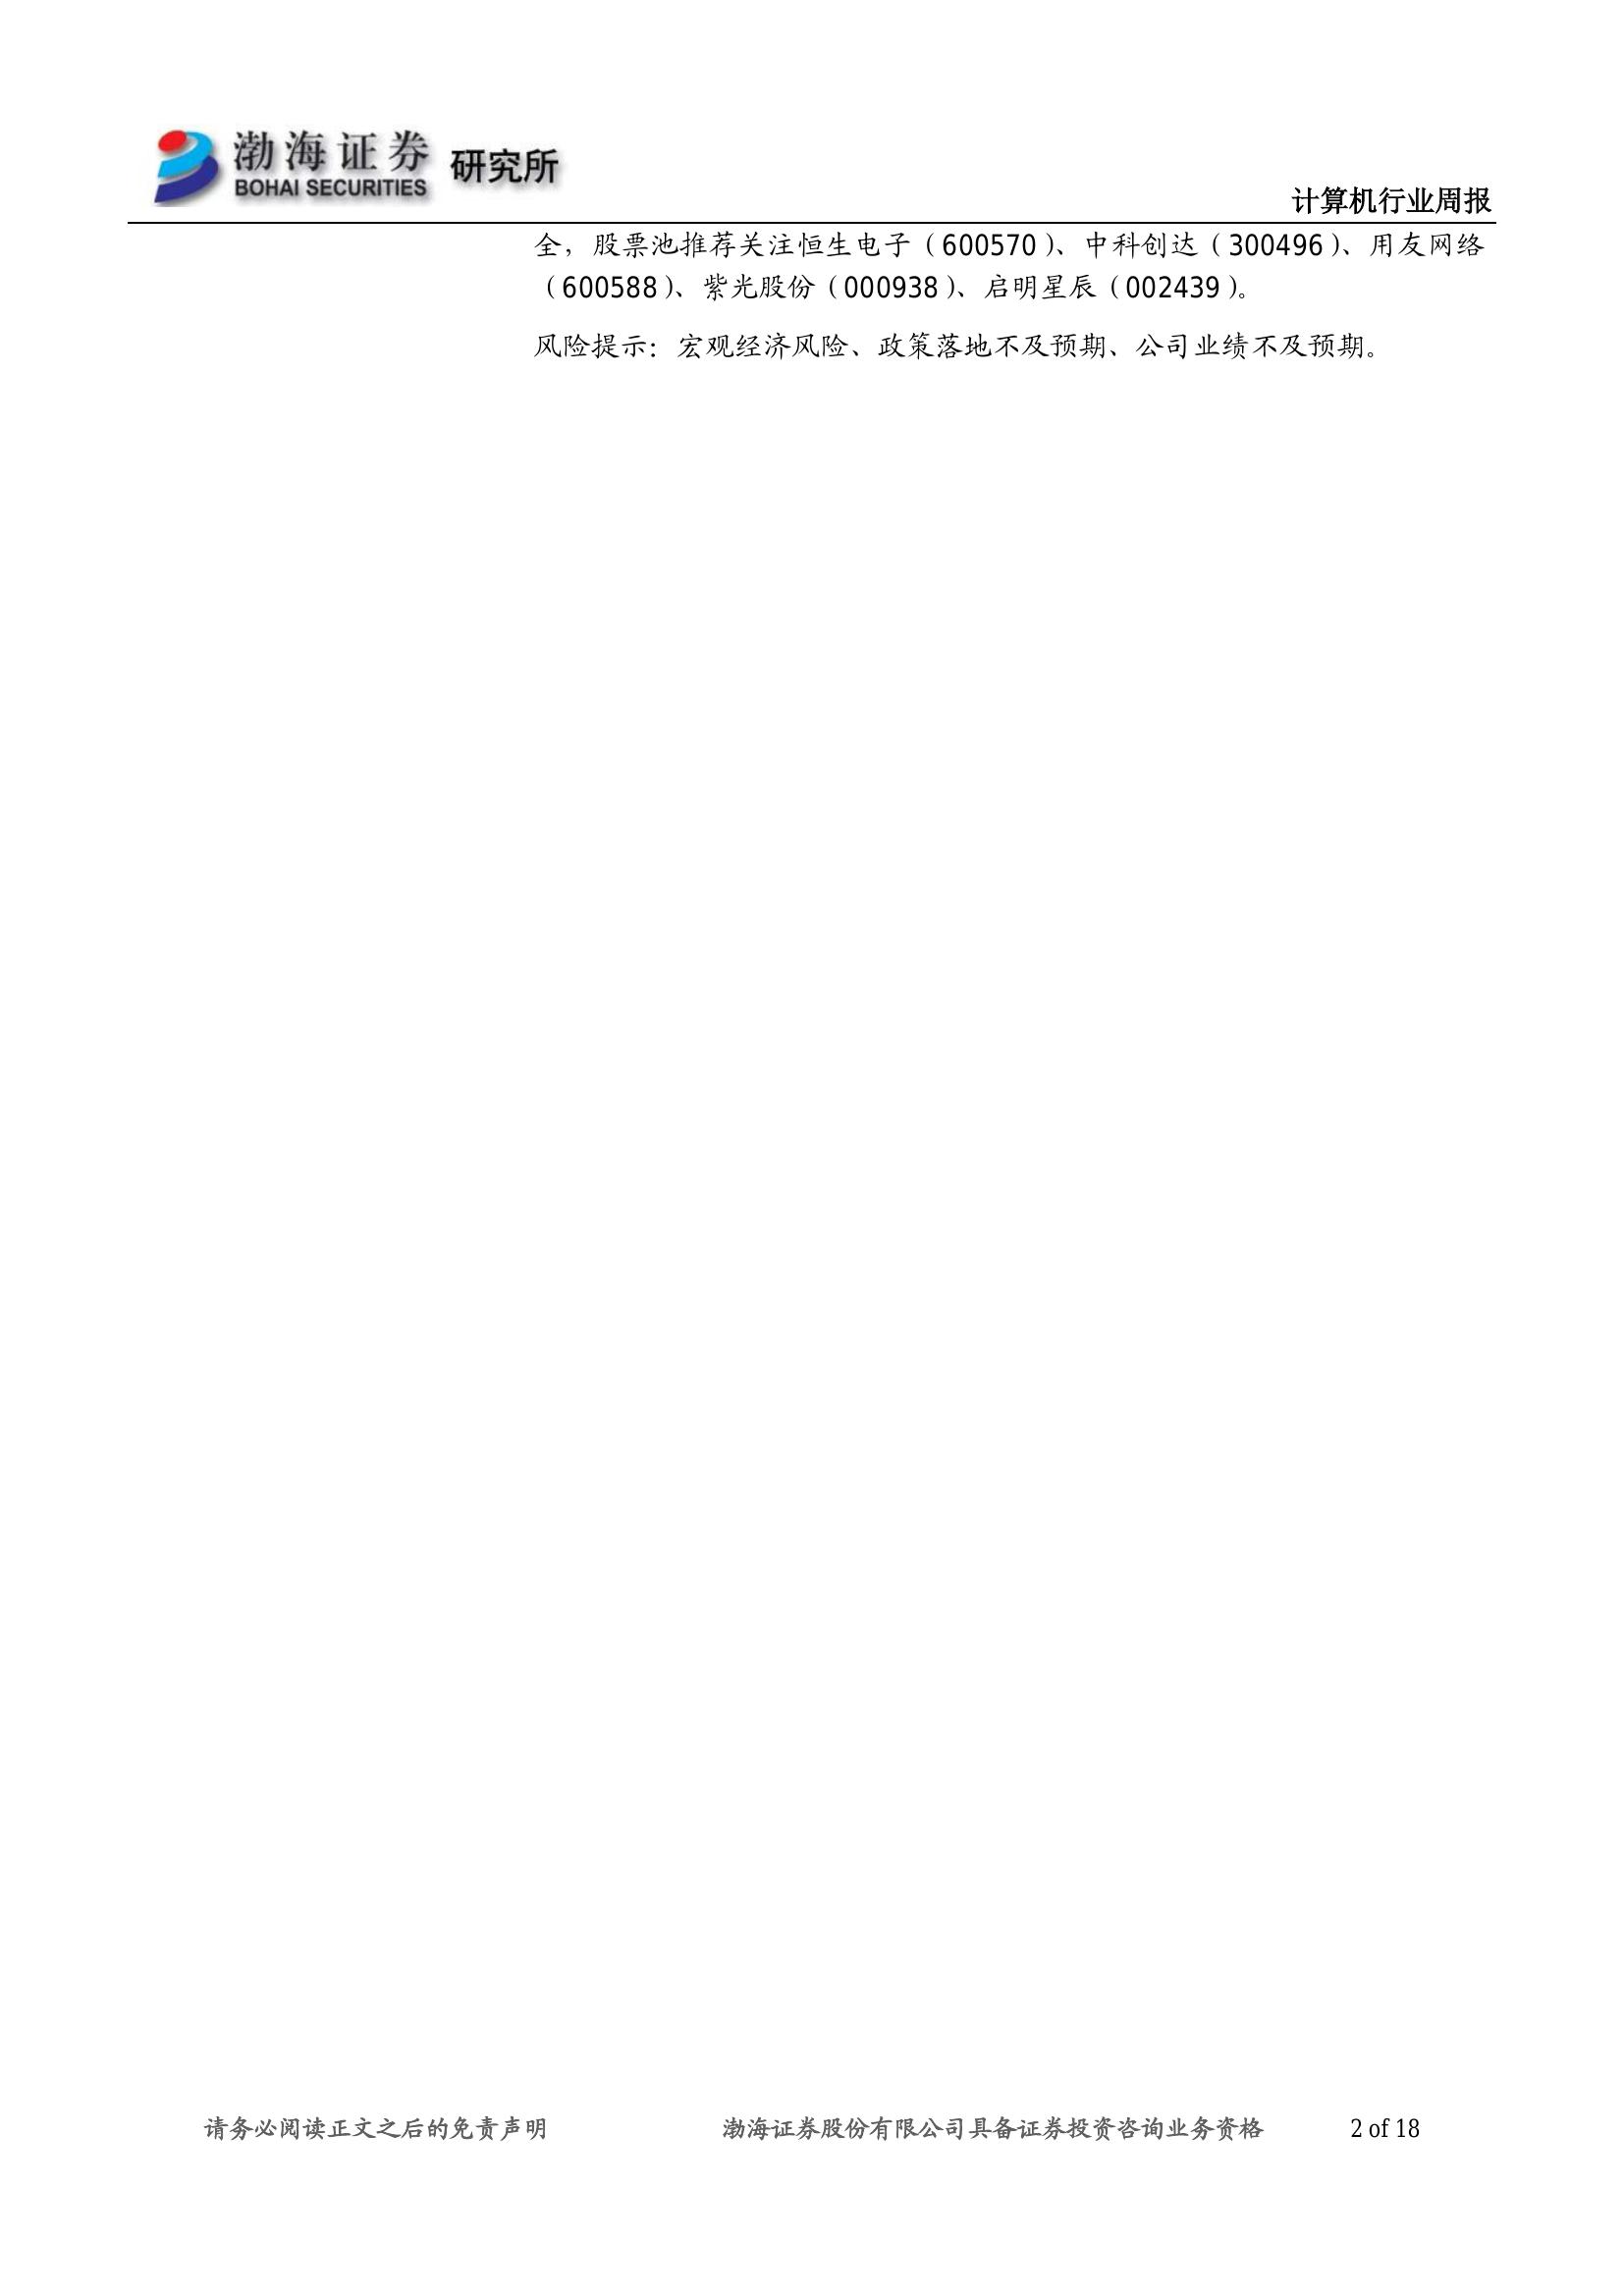 渤海证券
BOHAI SECURITIES
研究所
计算机行业周报
全，股票池推荐关注恒生电子（600570）、中科创达（300496）、用友网络
（600588）、紫光股份（000938）、启明星辰（002439）。
风险提示：宏观经济风险、政策落地不及预期、公司业绩不及预期。
请务必阅读正文之后的免责声明 渤海证券股份有限公司具备证券投资咨询业务资格 2 of 18